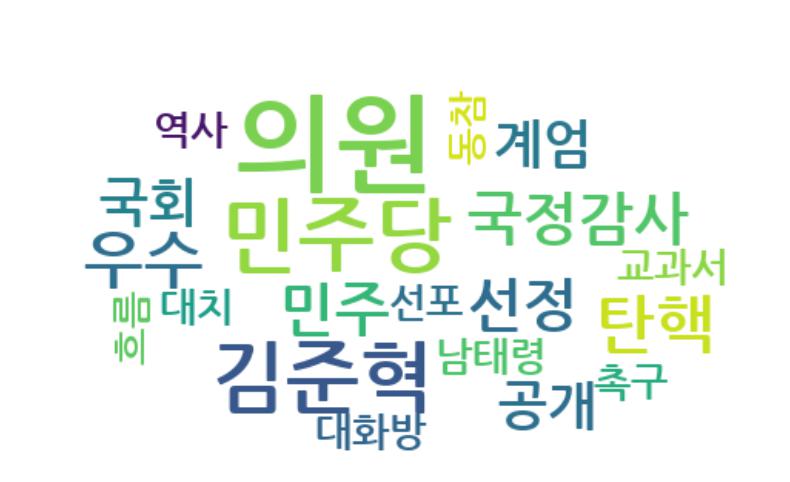 역사
의원
동참
계엄
국회
민주당
국정감사
우수
교과서
흐름
대치
민주
선포
선정
탄핵
김준혁
남태령
공개
촉구
대화방